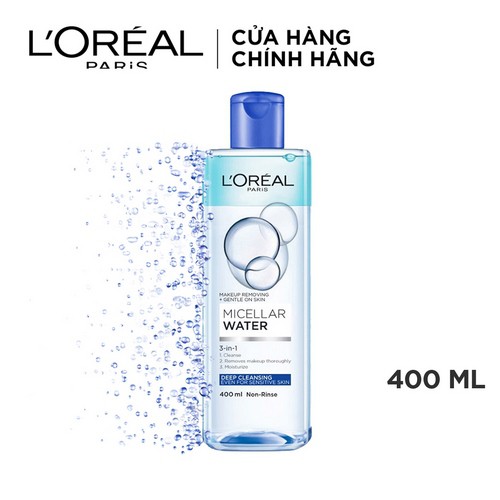 L'ORÉAL
PARIS
CỬA HÀNG
CHÍNH HÃNG
L'ORÉAL
PARIS
MAKEUP REMOVING
+ GENTLE ON SKIN
MICELLAR
WATER
3-in-1
1. Cleanse
2. Removes makeup thoroughly
3. Moisturize
DEEP CLEANSING
EVEN FOR SENSITIVE SKIN
400 ml Non-Rinse
400 ML